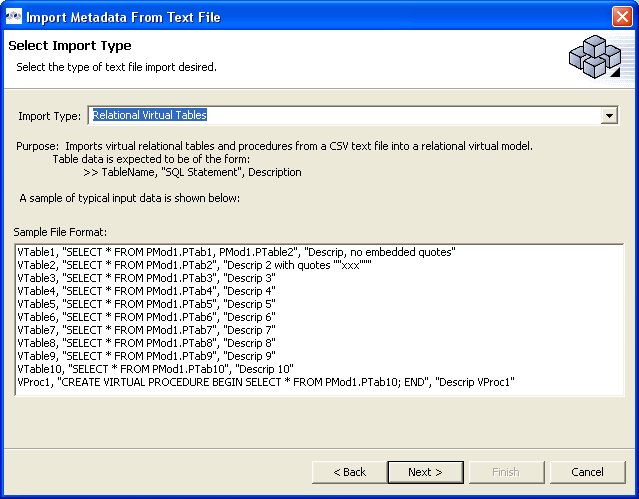 Import Metadata From Text File
Select Import Type
Select the type of text file import desired.
Import Type: Relational Virtual Tables
Purpose: Imports virtual relational tables and procedures from a CSV text file into a relational virtual model.
Table data is expected to be of the form:
>> TableName, "SQL Statement", Description
A sample of typical input data is shown below:
Sample File Format:
VTable1, "SELECT * FROM PMod1.PTab1, PMod1.PTable2", "Descrip, no embedded quotes"
VTable2, "SELECT * FROM PMod1.PTab2", "Descrip 2 with quotes ""xxx"""
VTable3, "SELECT * FROM PMod1.PTab3", "Descrip 3"
VTable4, "SELECT * FROM PMod1.PTab4", "Descrip 4"
VTable5, "SELECT * FROM PMod1.PTab5", "Descrip 5"
VTable6, "SELECT * FROM PMod1.PTab6", "Descrip 6"
VTable7, "SELECT * FROM PMod1.PTab7", "Descrip 7"
VTable8, "SELECT * FROM PMod1.PTab8", "Descrip 8"
VTable9, "SELECT * FROM PMod1.PTab9", "Descrip 9"
VTable10, "SELECT * FROM PMod1.PTab10", "Descrip 10"
VProc1, "CREATE VIRTUAL PROCEDURE BEGIN SELECT * FROM PMod1.PTab10; END", "Descrip VProc1"
< Back Next > Finish Cancel